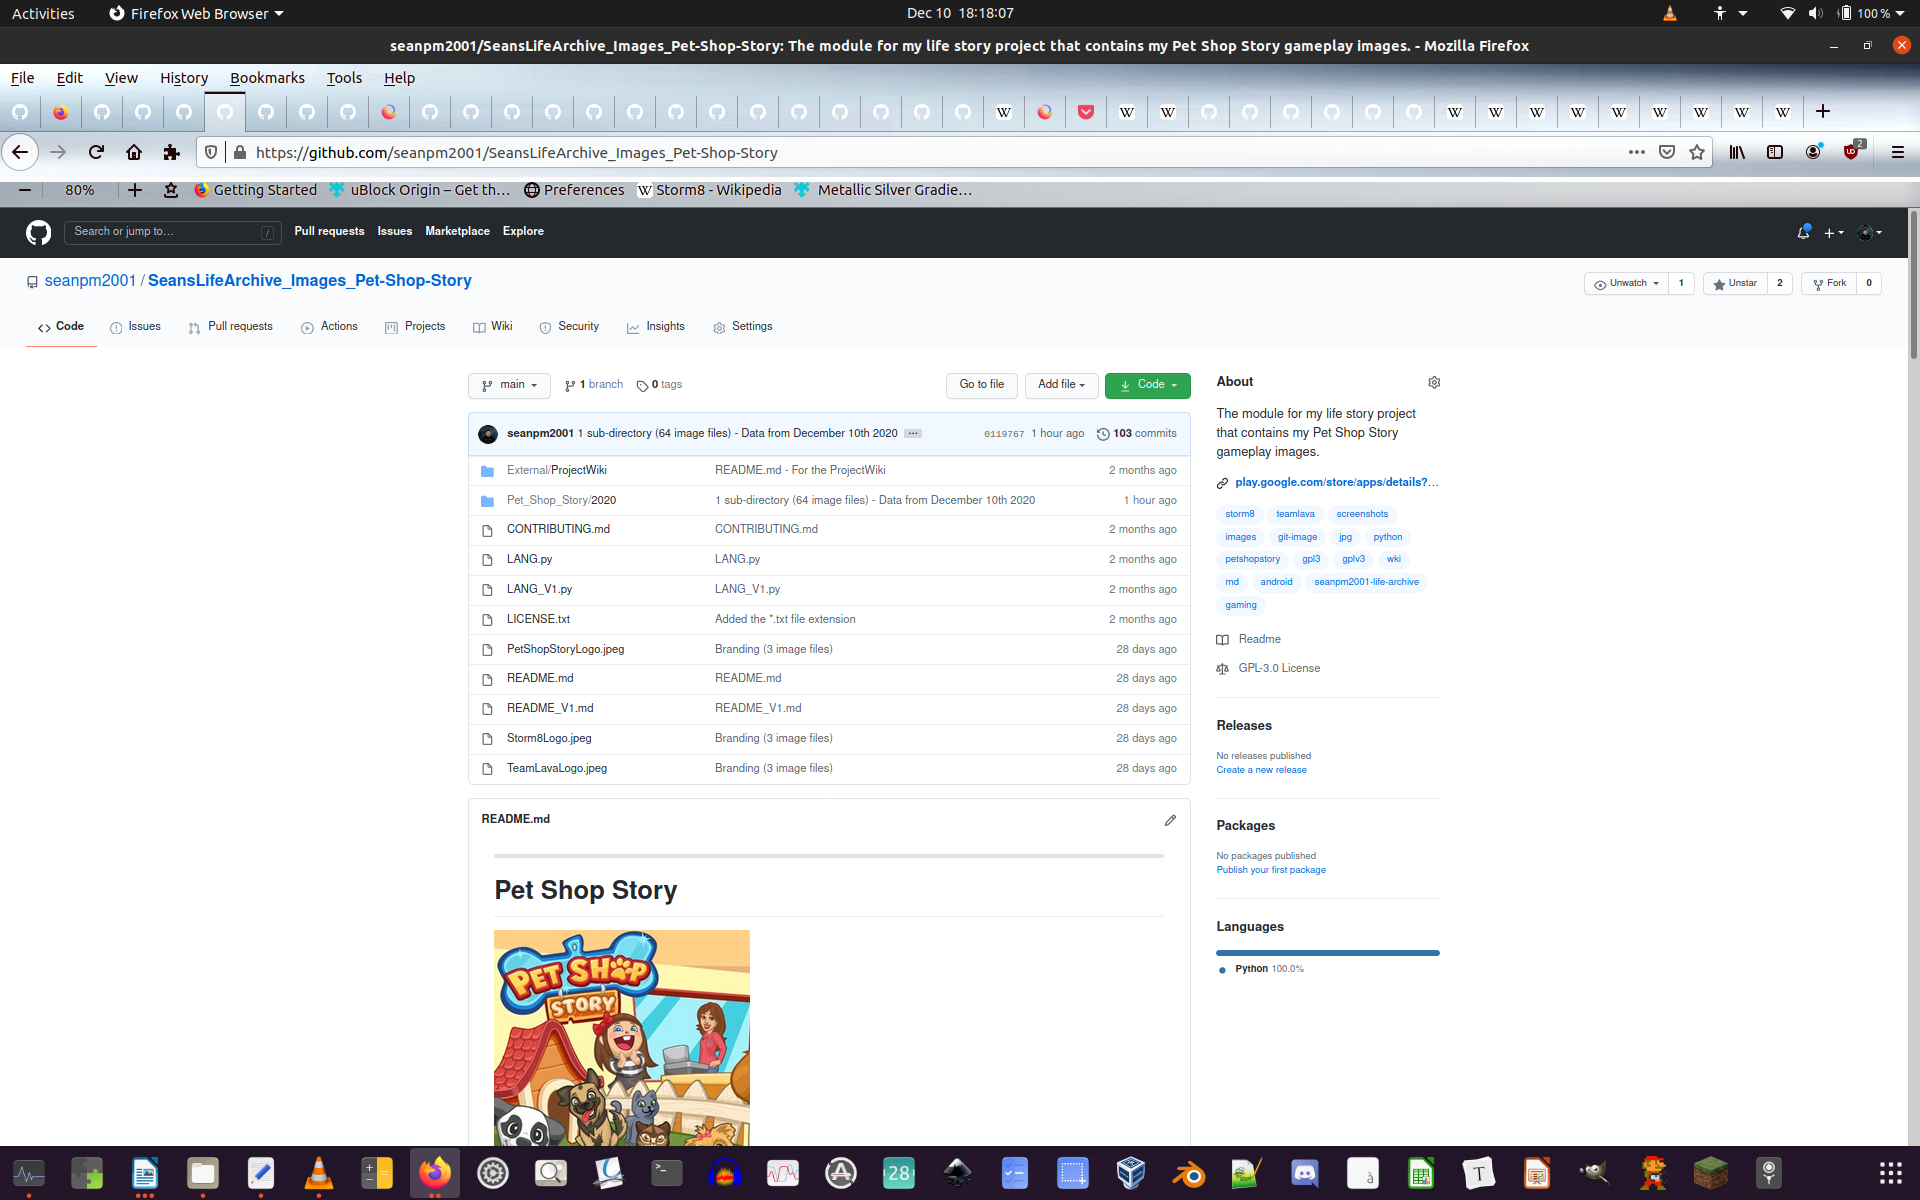 Activities Firefox Web Browser Dec 10 18:18:07 100 %
seanpm2001/SeansLifeArchive_Images_Pet-Shop-Story: The module for my life story project that contains my Pet Shop Story gameplay images. - Mozilla Firefox
File Edit View History Bookmarks Tools Help
https://github.com/seanpm2001/SeansLifeArchive_Images_Pet-Shop-Story 2
80% Getting Started uBlock Origin – Get th… Preferences Storm8 - Wikipedia Metallic Silver Gradie…
Search or jump to… / Pull requests Issues Marketplace Explore
seanpm2001 / SeansLifeArchive_Images_Pet-Shop-Story Unwatch 1 Unstar 2 Fork 0
Code Issues Pull requests Actions Projects Wiki Security Insights Settings
main 1 branch 0 tags Go to file Add file Code
seanpm2001 1 sub-directory (64 image files) - Data from December 10th 2020 ... 0119767 1 hour ago 103 commits
External/ProjectWiki README.md - For the ProjectWiki 2 months ago
Pet_Shop_Story/2020 1 sub-directory (64 image files) - Data from December 10th 2020 1 hour ago
CONTRIBUTING.md CONTRIBUTING.md 2 months ago
LANG.py LANG.py 2 months ago
LANG_V1.py LANG_V1.py 2 months ago
LICENSE.txt Added the *.txt file extension 2 months ago
PetShopStoryLogo.jpeg Branding (3 image files) 28 days ago
README.md README.md 28 days ago
README_V1.md README_V1.md 28 days ago
Storm8Logo.jpeg Branding (3 image files) 28 days ago
TeamLavaLogo.jpeg Branding (3 image files) 28 days ago
README.md
Pet Shop Story
PET SHOP
STORY
About
The module for my life story project
that contains my Pet Shop Story
gameplay images.
play.google.com/store/apps/details?…
storm8 teamlava screenshots
images git-image jpg python
petshopstory gpl3 gplv3 wki
md android seanpm2001-life-archive
gaming
Readme
GPL-3.0 License
Releases
No releases published
Create a new release
Packages
No packages published
Publish your first package
Languages
Python 100.0%
28